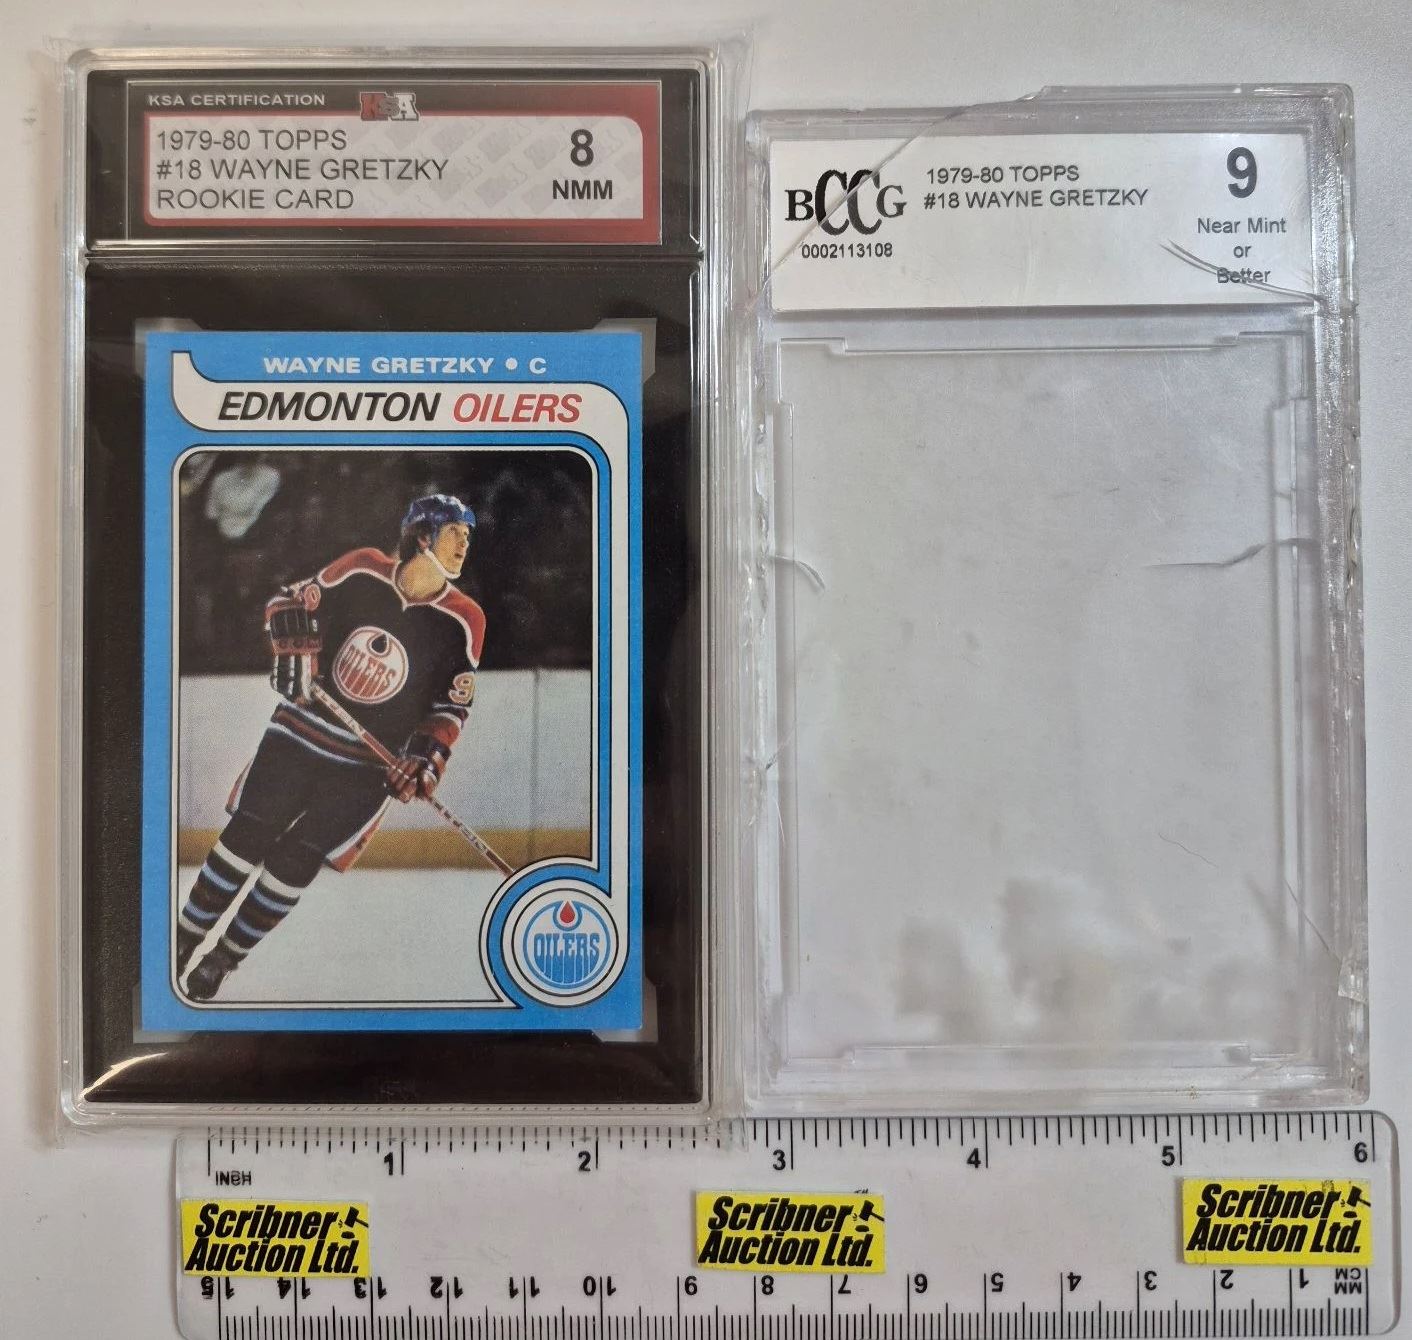 KSA CERTIFICATION KSA
1979-80 TOPPS
#18 WAYNE GRETZKY
ROOKIE CARD
8
NMM
BCCG
0002113108
1979-80 TOPPS
#18 WAYNE GRETZKY
9
Near Mint
or
Better
WAYNE GRETZKY • C
EDMONTON OILERS
OILERS
9
OILERS
1 2 3 4 5 6
INCH
Scribner
Auction Ltd.
Scribner
Auction Ltd.
Scribner
Auction Ltd.
15 14 13 12 11 10 9 8 7 6 5 4 3 2 1 MM
CM